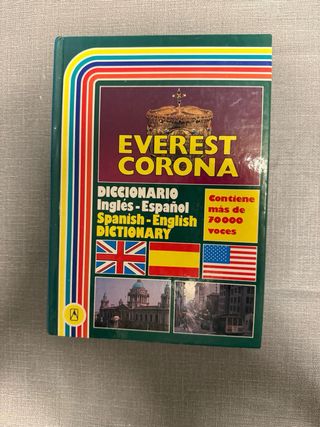 EVEREST
CORONA
DICCIONARIO
Inglés-Español
Spanish-English
DICTIONARY
Contiene
más de
70000
voces